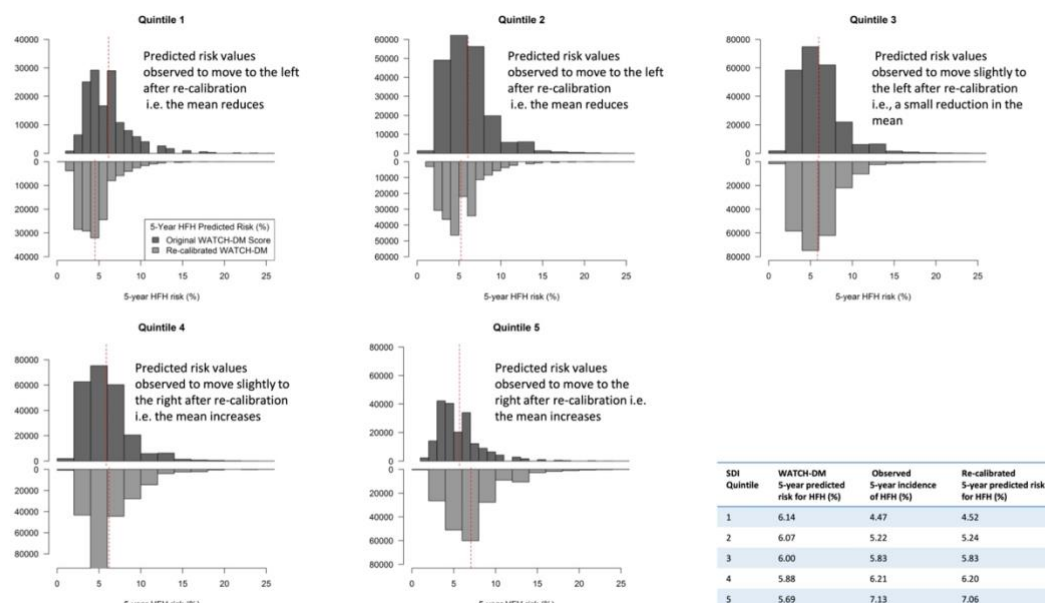 Quintile 1
40000
30000
20000
10000
0
0
10000
20000
30000
40000
Predicted risk values
observed to move to the left
after re-calibration
i.e. the mean reduces
5-Year HFH Predicted Risk (%)
Original WATCH-DM Score
Re-calibrated WATCH-DM
0 5 10 15 20 25
5-year HFH risk (%)
Quintile 2
60000
50000
40000
30000
20000
10000
0
0
10000
20000
30000
40000
50000
60000
Predicted risk values
observed to move to the left
after re-calibration
i.e. the mean reduces
0 5 10 15 20 25
5-year HFH risk (%)
Quintile 3
80000
60000
40000
20000
0
0
20000
40000
60000
80000
Predicted risk values
observed to move slightly to
the left after re-calibration
i.e., a small reduction in the
mean
0 5 10 15 20 25
5-year HFH risk (%)
Quintile 4
80000
60000
40000
20000
0
0
20000
40000
60000
80000
Predicted risk values
observed to move slightly to
the right after re-calibration
i.e. the mean increases
0 5 10 15 20 25
5-year HFH risk (%)
Quintile 5
80000
60000
40000
20000
0
0
20000
40000
60000
80000
Predicted risk values
observed to move to the
right after re-calibration i.e.
the mean increases
0 5 10 15 20 25
5-year HFH risk (%)
SDI WATCH-DM Observed Re-calibrated
Quintile 5-year predicted 5-year incidence 5-year predicted risk
risk for HFH (%) of HFH (%) for HFH (%)
1 6.14 4.47 4.52
2 6.07 5.22 5.24
3 6.00 5.83 5.83
4 5.88 6.21 6.20
5 5.69 7.13 7.06